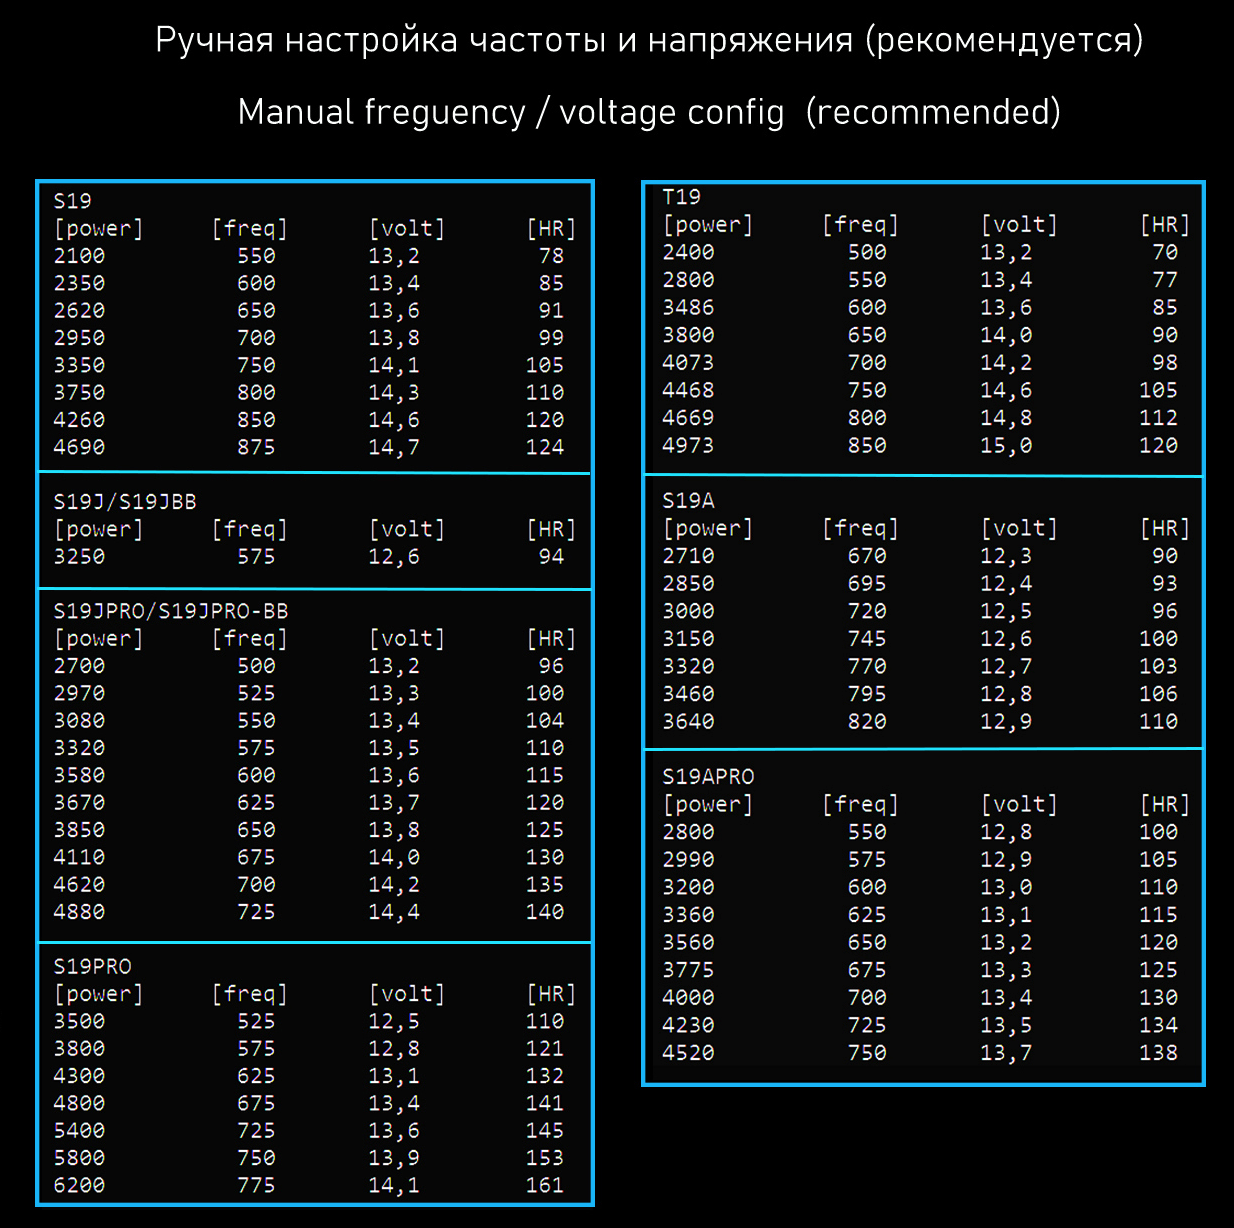 Ручная настройка частоты и напряжения (рекомендуется)
Manual freguency / voltage config (recommended)
S19
[power] [freq] [volt] [HR]
2100 550 13,2 78
2350 600 13,4 85
2620 650 13,6 91
2950 700 13,8 99
3350 750 14,1 105
3750 800 14,3 110
4260 850 14,6 120
4690 875 14,7 124
S19J/S19JBB
[power] [freq] [volt] [HR]
3250 575 12,6 94
S19JPRO/S19JPRO-BB
[power] [freq] [volt] [HR]
2700 500 13,2 96
2970 525 13,3 100
3080 550 13,4 104
3320 575 13,5 110
3580 600 13,6 115
3670 625 13,7 120
3850 650 13,8 125
4110 675 14,0 130
4620 700 14,2 135
4880 725 14,4 140
S19PRO
[power] [freq] [volt] [HR]
3500 525 12,5 110
3800 575 12,8 121
4300 625 13,1 132
4800 675 13,4 141
5400 725 13,6 145
5800 750 13,9 153
6200 775 14,1 161
T19
[power] [freq] [volt] [HR]
2400 500 13,2 70
2800 550 13,4 77
3486 600 13,6 85
3800 650 14,0 90
4073 700 14,2 98
4468 750 14,6 105
4669 800 14,8 112
4973 850 15,0 120
S19A
[power] [freq] [volt] [HR]
2710 670 12,3 90
2850 695 12,4 93
3000 720 12,5 96
3150 745 12,6 100
3320 770 12,7 103
3460 795 12,8 106
3640 820 12,9 110
S19APRO
[power] [freq] [volt] [HR]
2800 550 12,8 100
2990 575 12,9 105
3200 600 13,0 110
3360 625 13,1 115
3560 650 13,2 120
3775 675 13,3 125
4000 700 13,4 130
4230 725 13,5 134
4520 750 13,7 138